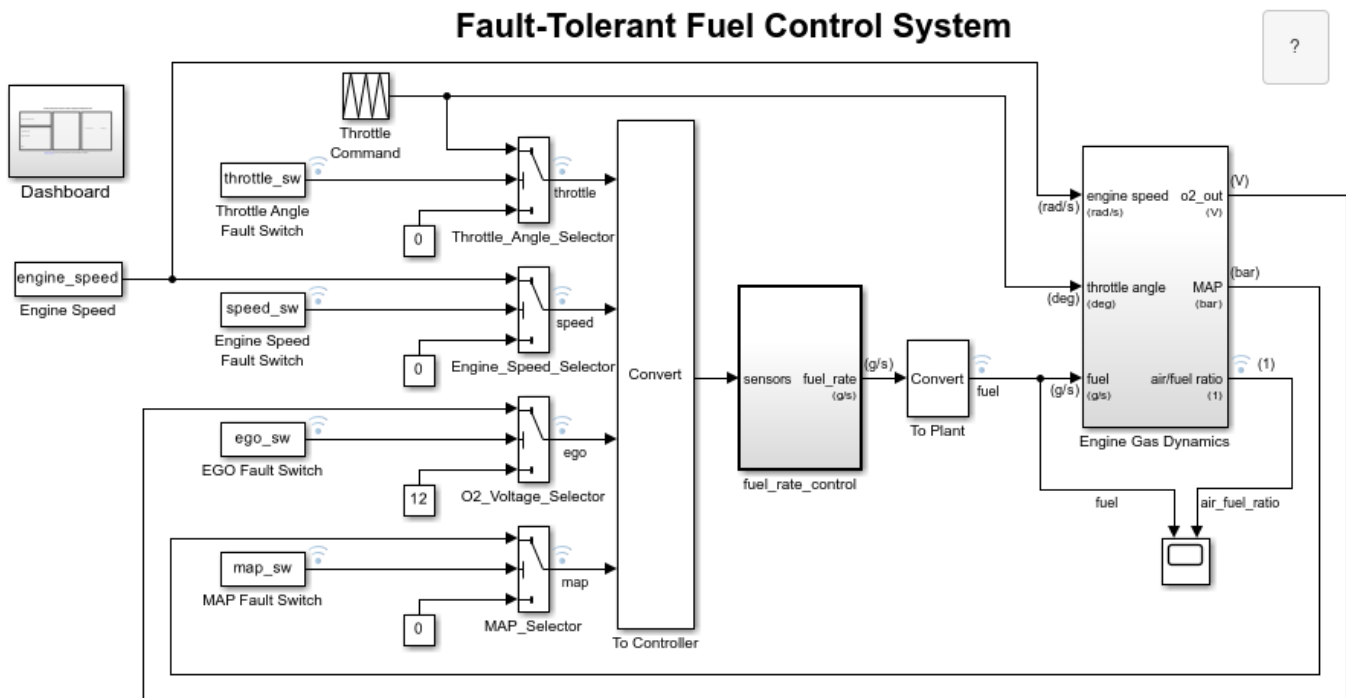 Fault-Tolerant Fuel Control System
?
Dashboard
Throttle
Command
throttle_sw
Throttle Angle
Fault Switch
0
throttle
Throttle_Angle_Selector
engine_speed
Engine Speed
speed_sw
Engine Speed
Fault Switch
0
speed
Engine_Speed_Selector
ego_sw
EGO Fault Switch
12
ego
O2_Voltage_Selector
map_sw
MAP Fault Switch
0
map
MAP_Selector
Convert
To Controller
sensors
fuel_rate
(g/s)
fuel_rate_control
(g/s)
Convert
To Plant
fuel
(rad/s)
engine speed
(rad/s)
o2_out
(V)
(V)
(deg)
throttle angle
(deg)
MAP
(bar)
(bar)
(g/s)
fuel
(g/s)
air/fuel ratio
(1)
(1)
Engine Gas Dynamics
fuel
air_fuel_ratio